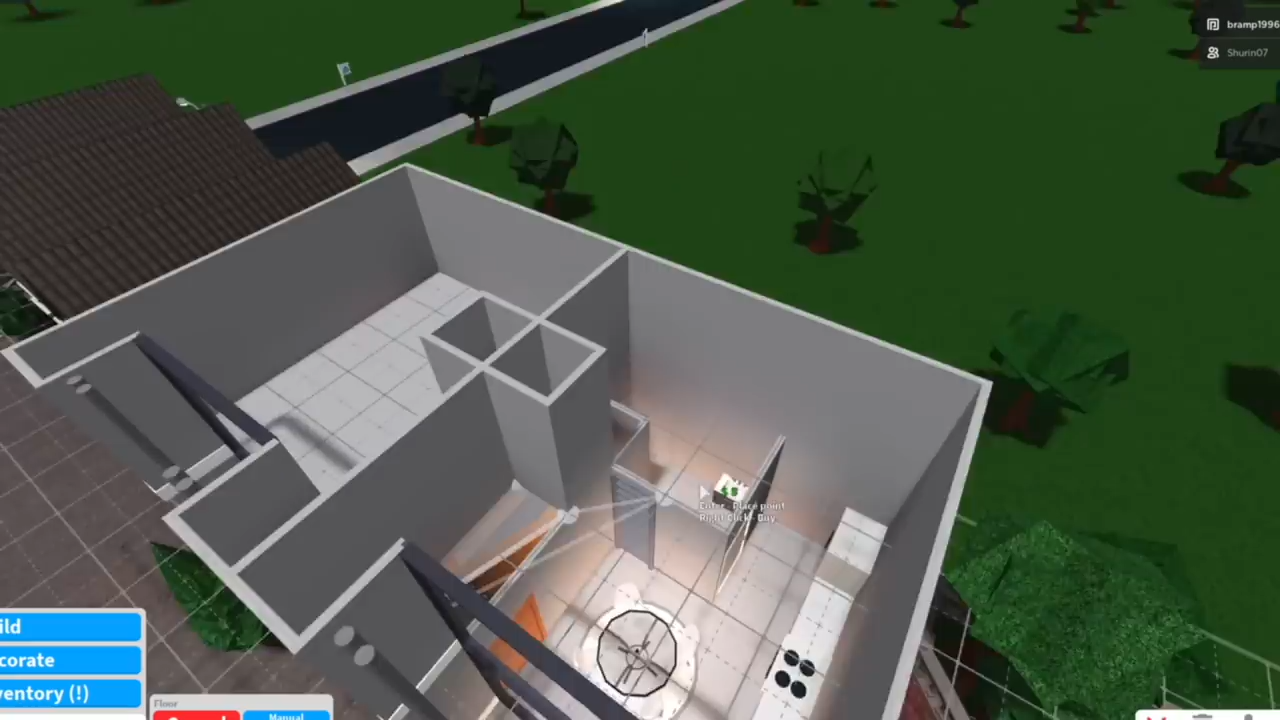 bramp1996
Shurin07
Enter - Place point
Right Click - Buy
ild
corate
ventory (!)
Floor
Manual